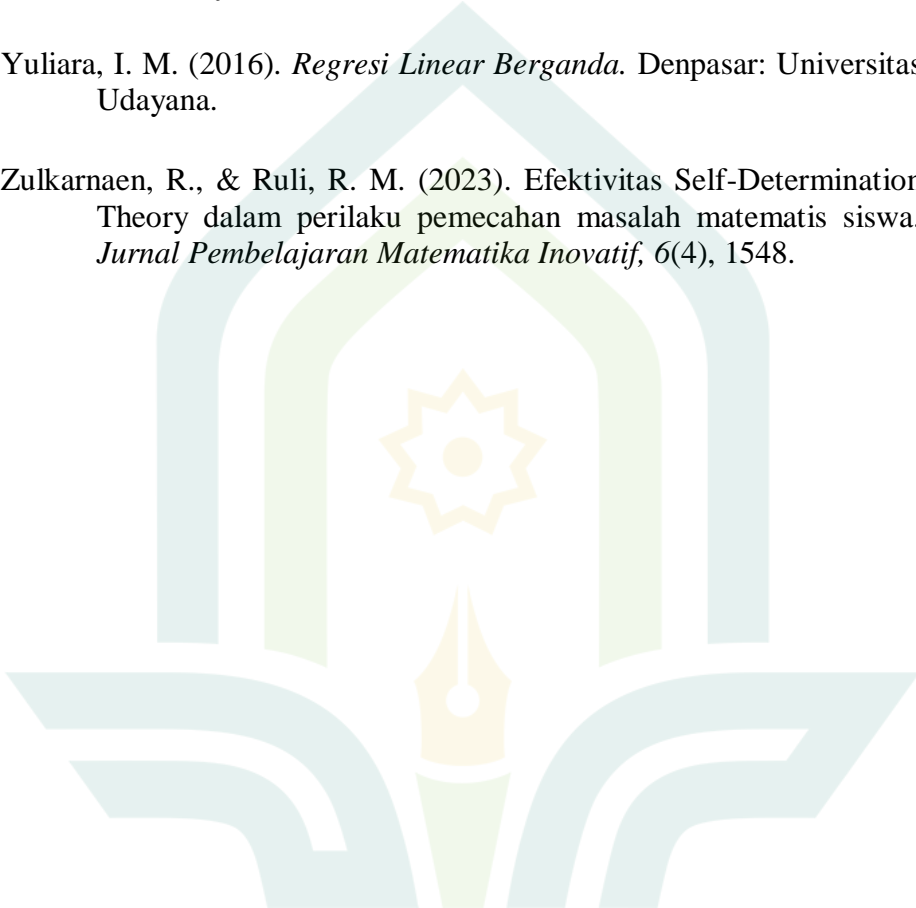 Yuliara, I. M. (2016). Regresi Linear Berganda. Denpasar: Universitas
Udayana.
Zulkarnaen, R., & Ruli, R. M. (2023). Efektivitas Self-Determination
Theory dalam perilaku pemecahan masalah matematis siswa.
Jurnal Pembelajaran Matematika Inovatif, 6(4), 1548.